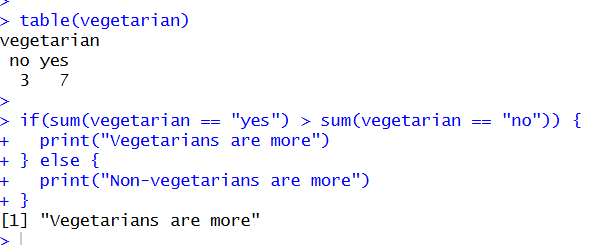 >
> table(vegetarian)
vegetarian
 no yes
  3   7
>
> if(sum(vegetarian == "yes") > sum(vegetarian == "no")) {
+   print("Vegetarians are more")
+ } else {
+   print("Non-vegetarians are more")
+ }
[1] "Vegetarians are more"
>